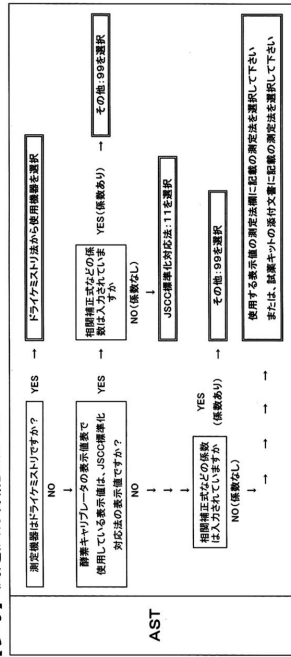 AST
測定機器はドライケミストリですか？
YES
→
ドライケミストリ法から使用機器を選択
NO
↓
酵素キャリブレータの表示値表で
使用している表示値は、JSCC標準化
対応法の表示値ですか？
YES
→
相関補正式などの係
数は入力されていま
すか
YES(係数あり)
→
その他：99を選択
NO(係数なし)
↓
JSCC標準化対応法：11を選択
NO
↓
↓
↓
相関補正式などの係数
は入力されていますか
YES
(係数あり)
→
その他：99を選択
NO(係数なし)
↓
→
→
→
使用する表示値の測定法欄に記載の測定法を選択して下さい
または、試薬キットの添付文書に記載の測定法を選択して下さい